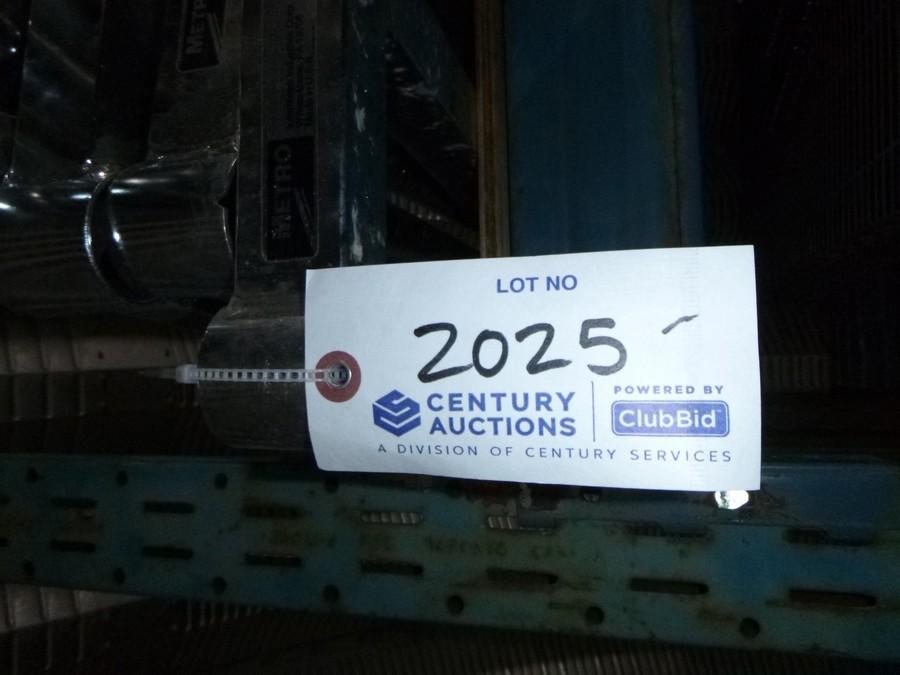 METRO
METRO
LOT NO
2025
CENTURY
AUCTIONS
A DIVISION OF CENTURY SERVICES
POWERED BY
ClubBid